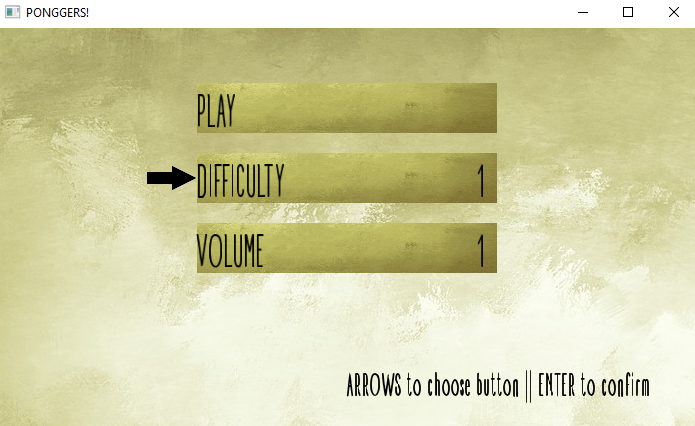 PONGGERS!
PLAY
DIFFICULTY 1
VOLUME 1
ARROWS to choose button || ENTER to confirm